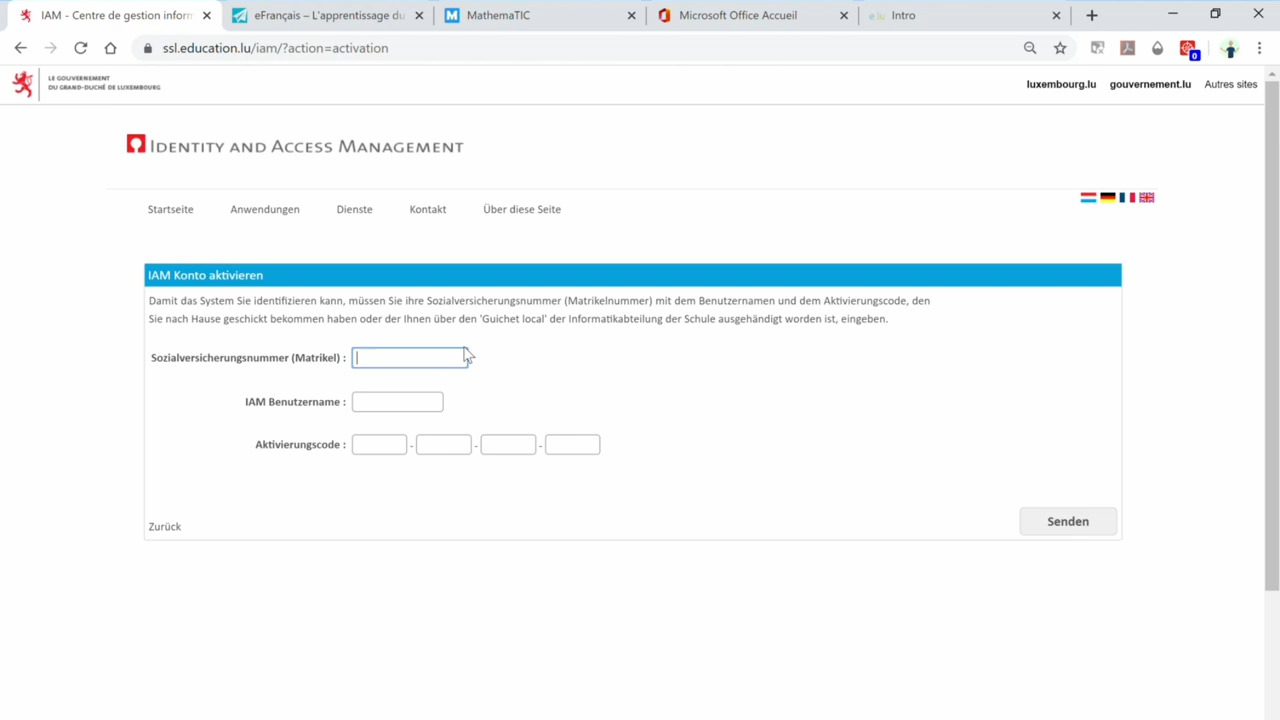 IAM - Centre de gestion inform
eFrançais – L'apprentissage du
MathemaTIC
Microsoft Office Accueil
e.lu Intro
ssl.education.lu/iam/?action=activation
0
LE GOUVERNEMENT
DU GRAND-DUCHÉ DE LUXEMBOURG
luxembourg.lu gouvernement.lu Autres sites
IDENTITY AND ACCESS MANAGEMENT
Startseite Anwendungen Dienste Kontakt Über diese Seite
IAM Konto aktivieren
Damit das System Sie identifizieren kann, müssen Sie ihre Sozialversicherungsnummer (Matrikelnummer) mit dem Benutzernamen und dem Aktivierungscode, den
Sie nach Hause geschickt bekommen haben oder der Ihnen über den 'Guichet local' der Informatikabteilung der Schule ausgehändigt worden ist, eingeben.
Sozialversicherungsnummer (Matrikel) :
IAM Benutzername :
Aktivierungscode : - - -
Zurück
Senden